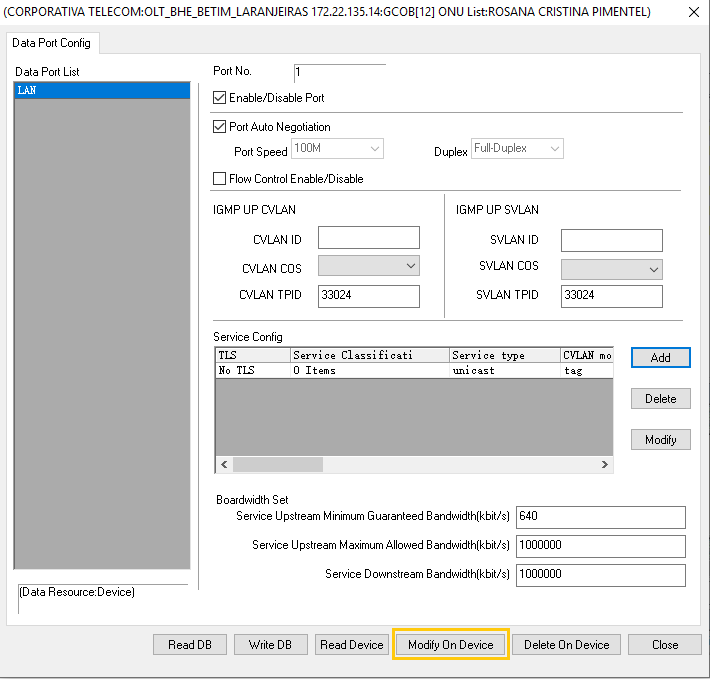 (CORPORATIVA TELECOM:OLT_BHE_BETIM_LARANJEIRAS 172.22.135.14:GCOB[12] ONU List:ROSANA CRISTINA PIMENTEL)
Data Port Config
Data Port List
LAN
(Data Resource:Device)
Port No. 1
Enable/Disable Port
Port Auto Negotiation
Port Speed 100M Duplex Full-Duplex
Flow Control Enable/Disable
IGMP UP CVLAN IGMP UP SVLAN
CVLAN ID SVLAN ID
CVLAN COS SVLAN COS
CVLAN TPID 33024 SVLAN TPID 33024
Service Config
TLS Service Classificati Service type CVLAN mo
No TLS 0 Items unicast tag
Add
Delete
Modify
Boardwidth Set
Service Upstream Minimum Guaranteed Bandwidth(kbit/s) 640
Service Upstream Maximum Allowed Bandwidth(kbit/s) 1000000
Service Downstream Bandwidth(kbit/s) 1000000
Read DB Write DB Read Device Modify On Device Delete On Device Close